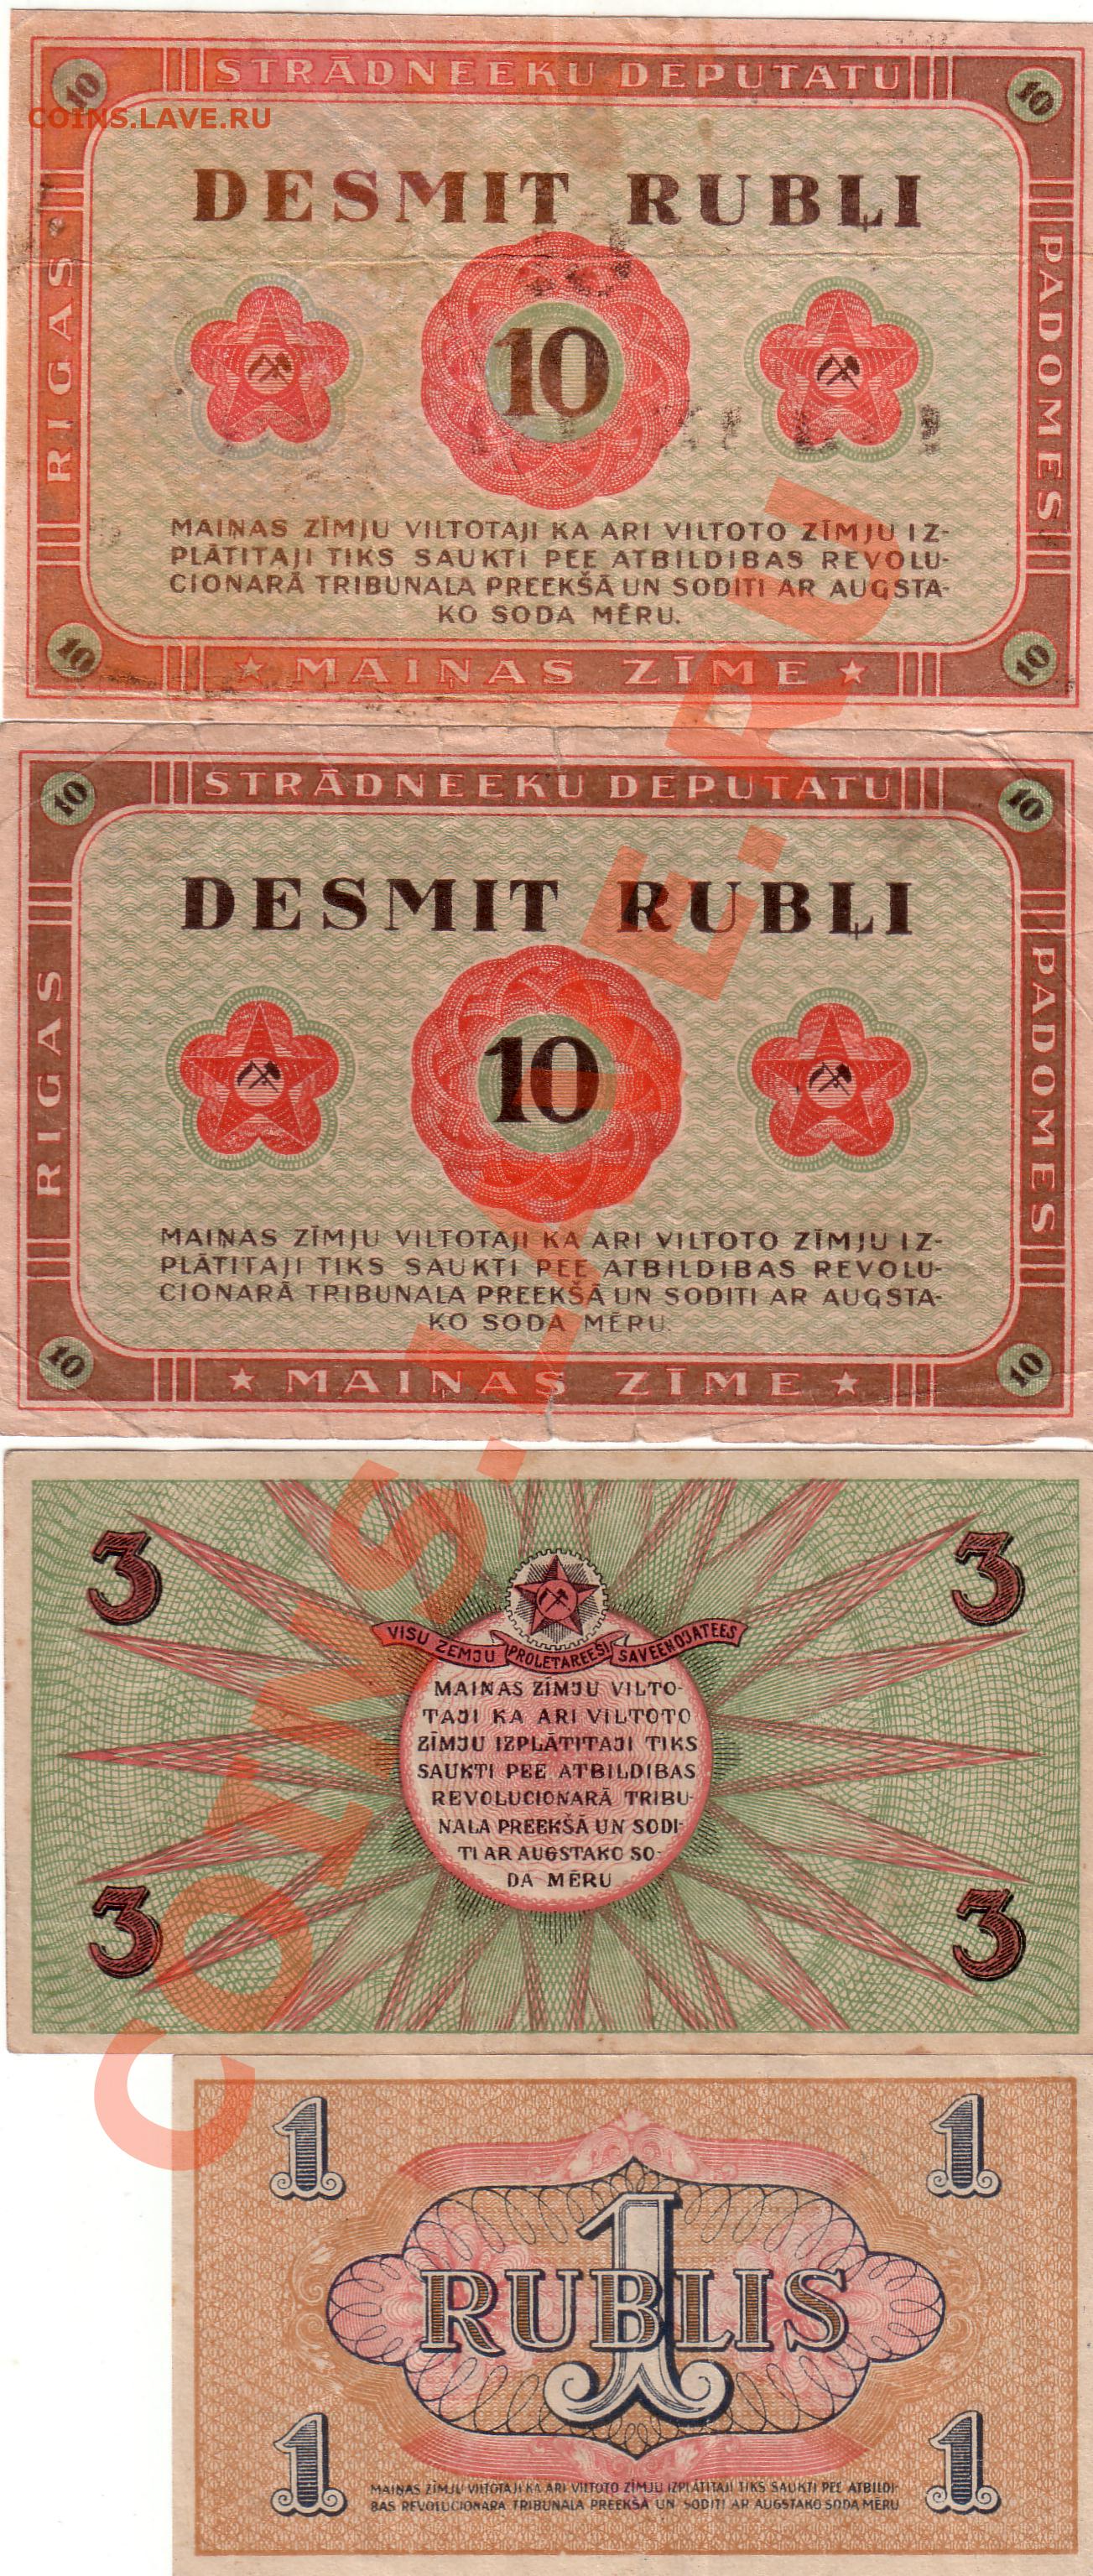 10
STRĀDNEEKU DEPUTATU
10
COINS.LAVE.RU
DESMIT RUBĻI
RIGAS
PADOMES
10
MAIŅAS ZĪMJU VILTOTAJI KA ARI VILTOTO ZĪMJU IZ-
PLĀTITAJI TIKS SAUKTI PEE ATBILDIBAS REVOLU-
CIONARĀ TRIBUNALA PREEKŠĀ UN SODITI AR AUGSTA-
KO SODA MĒRU.
10
MAIŅAS ZĪME
10
10
STRĀDNEEKU DEPUTATU
10
DESMIT RUBĻI
RIGAS
PADOMES
10
MAIŅAS ZĪMJU VILTOTAJI KA ARI VILTOTO ZĪMJU IZ-
PLĀTITAJI TIKS SAUKTI PEE ATBILDIBAS REVOLU-
CIONARĀ TRIBUNALA PREEKŠĀ UN SODITI AR AUGSTA-
KO SODA MĒRU.
10
MAIŅAS ZĪME
10
COINS.LAVE.RU
3
3
VISU ZEMJU PROLETAREEŠI SAVEENOJATEES
MAIŅAS ZĪMJU VILTO-
TAJI KA ARI VILTOTO
ZĪMJU IZPLĀTITAJI TIKS
SAUKTI PEE ATBILDIBAS
REVOLUCIONARĀ TRIBU-
NALA PREEKŠĀ UN SODI-
TI AR AUGSTAKO SO-
DA MĒRU
3
3
1
1
1
RUBLIS
1
1
MAIŅAS ZĪMJU VILTOTAJI KA ARI VILTOTO ZĪMJU IZPLĀTITAJI TIKS SAUKTI PEE ATBILDI-
BAS REVOLUCIONARA TRIBUNALA PREEKŠA UN SODITI AR AUGSTAKO SODA MĒRU